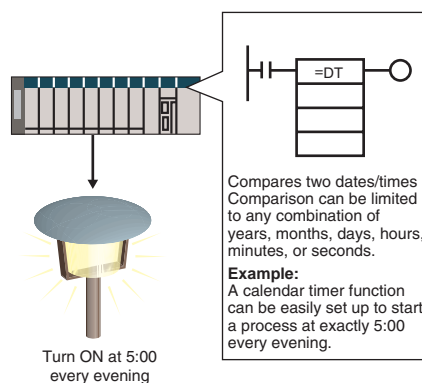 =DT
Compares two dates/times
Comparison can be limited
to any combination of
years, months, days, hours,
minutes, or seconds.
Example:
A calendar timer function
can be easily set up to start
a process at exactly 5:00
every evening.
Turn ON at 5:00
every evening